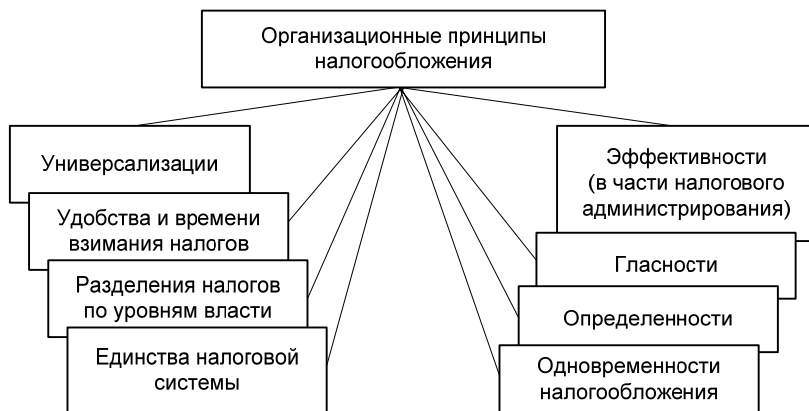 Организационные принципы
налогообложения
Универсализации
Удобства и времени
взимания налогов
Разделения налогов
по уровням власти
Единства налоговой
системы
Эффективности
(в части налогового
администрирования)
Гласности
Определенности
Одновременности
налогообложения